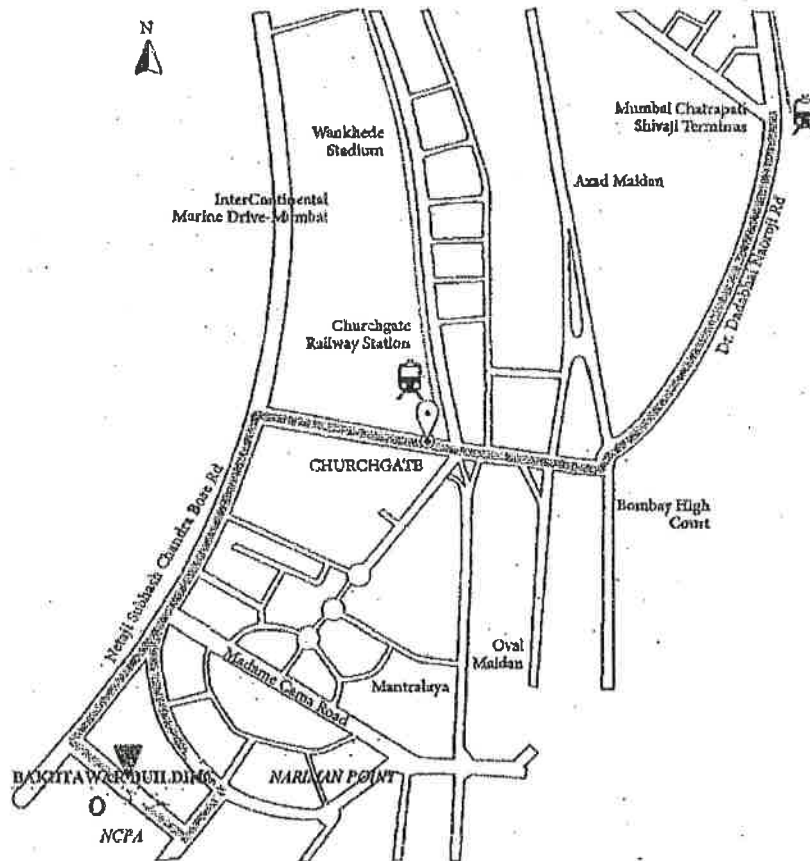 N
Wankhede
Stadium
Mumbai Chatrapati
Shivaji Terminas
Azad Maidan
InterContinental
Marine Drive-Mumbai
Dr. Dadabhai Naoroji Rd
Churchgate
Railway Station
CHURCHGATE
Bombay High
Court
Netaji Subhash Chandra Bose Rd
Oval
Maidan
Madame Cama Road
Mantralaya
BAKHTAWAR BUILDING
NARIMAN POINT
O
NCPA